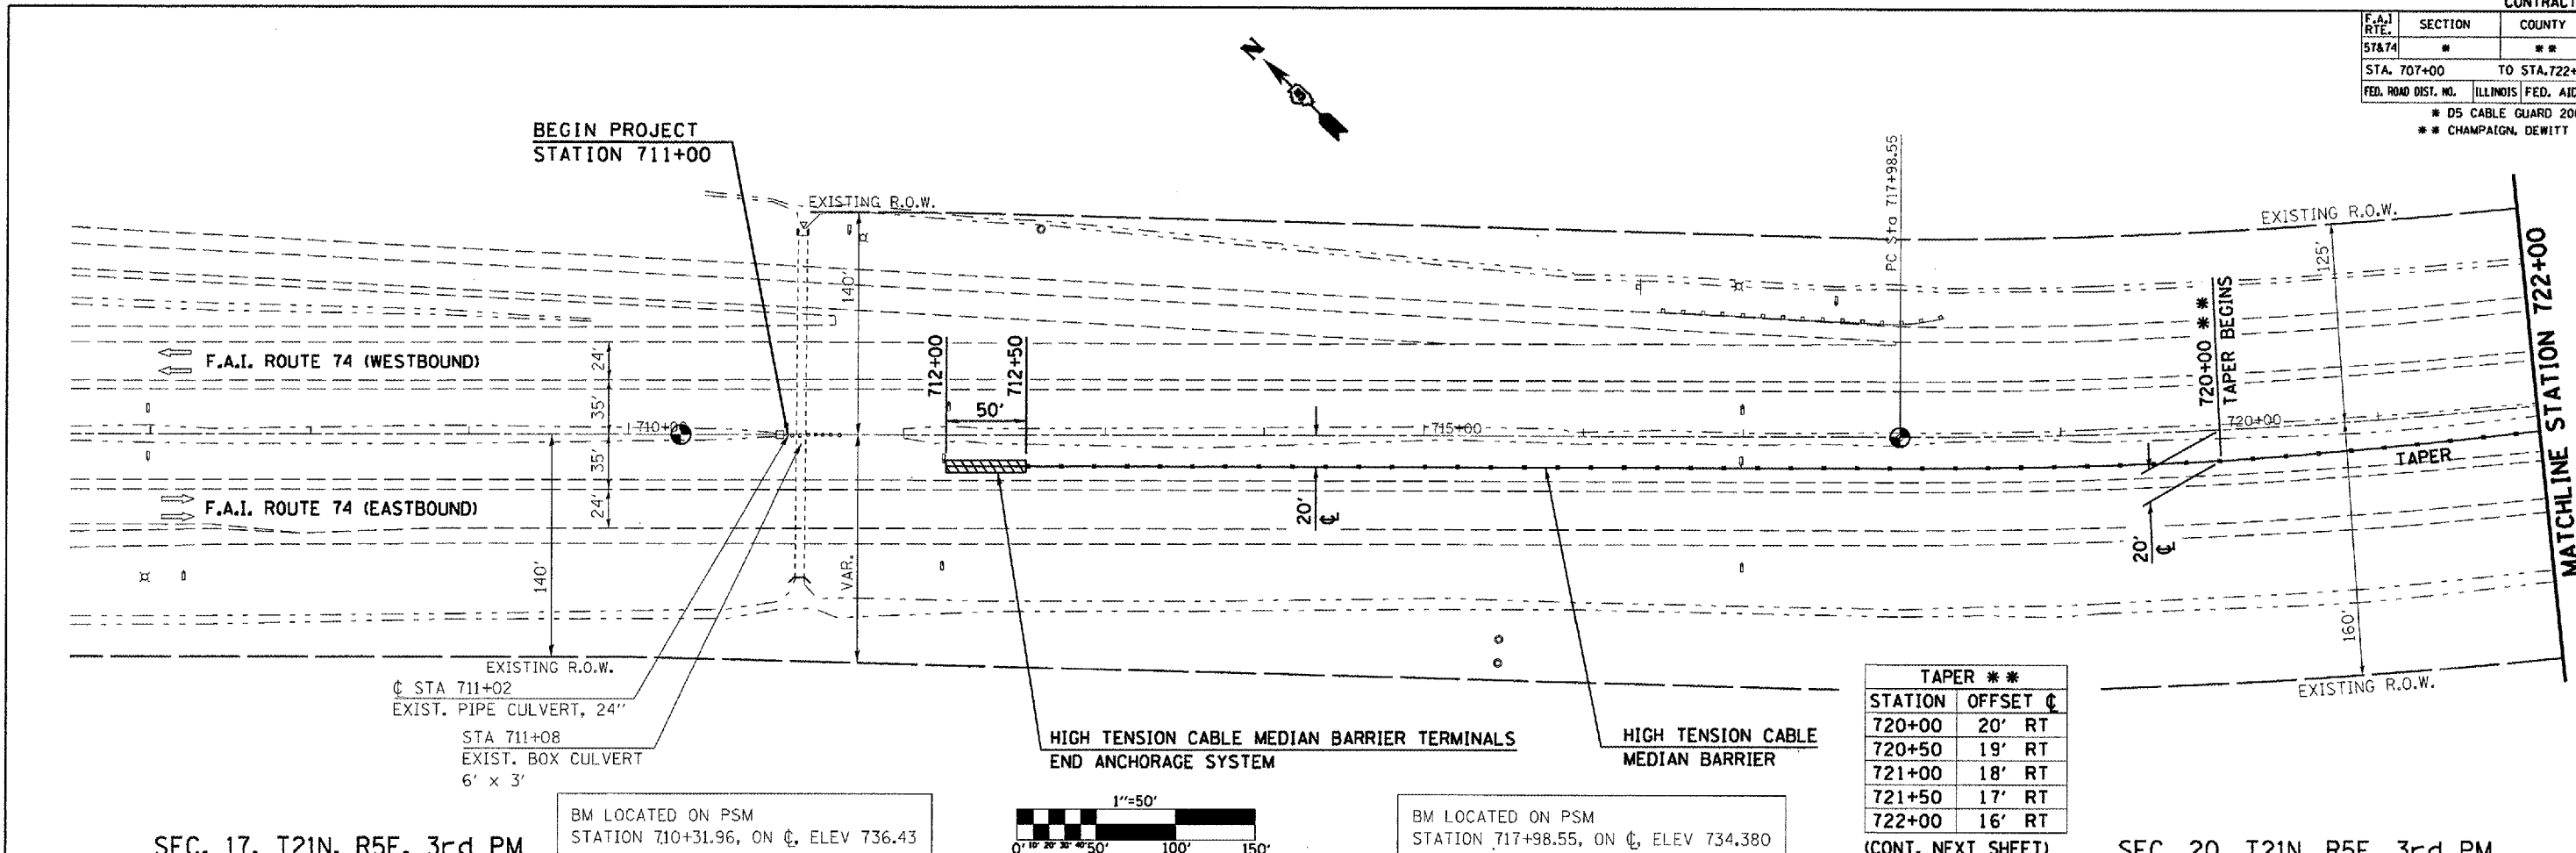 CONTRACT
F.A.I RTE. SECTION COUNTY
57&74 * **
STA. 707+00 TO STA.722+
FED. ROAD DIST. NO. ILLINOIS FED. AID
* D5 CABLE GUARD 200
** CHAMPAIGN, DEWITT
N
BEGIN PROJECT
STATION 711+00
EXISTING R.O.W.
PC Sta 717+98.55
EXISTING R.O.W.
125'
140'
MATCHLINE STATION 722+00
720+00 **
TAPER BEGINS
F.A.I. ROUTE 74 (WESTBOUND)
24'
35'
712+00
712+50
50'
710+00
715+00
720+00
TAPER
35'
24'
F.A.I. ROUTE 74 (EASTBOUND)
20' ℄
20' ℄
140'
VAR.
160'
EXISTING R.O.W.
EXISTING R.O.W.
℄ STA 711+02
EXIST. PIPE CULVERT, 24''
STA 711+08
EXIST. BOX CULVERT
6' x 3'
HIGH TENSION CABLE MEDIAN BARRIER TERMINALS
END ANCHORAGE SYSTEM
HIGH TENSION CABLE
MEDIAN BARRIER
TAPER **
STATION OFFSET ℄
720+00 20' RT
720+50 19' RT
721+00 18' RT
721+50 17' RT
722+00 16' RT
(CONT. NEXT SHEET)
BM LOCATED ON PSM
STATION 710+31.96, ON ℄, ELEV 736.43
1''=50'
0' 10' 20' 30' 40' 50' 100' 150'
BM LOCATED ON PSM
STATION 717+98.55, ON ℄, ELEV 734.380
SEC. 17, T21N, R5E, 3rd PM
SEC. 20, T21N, R5E, 3rd PM